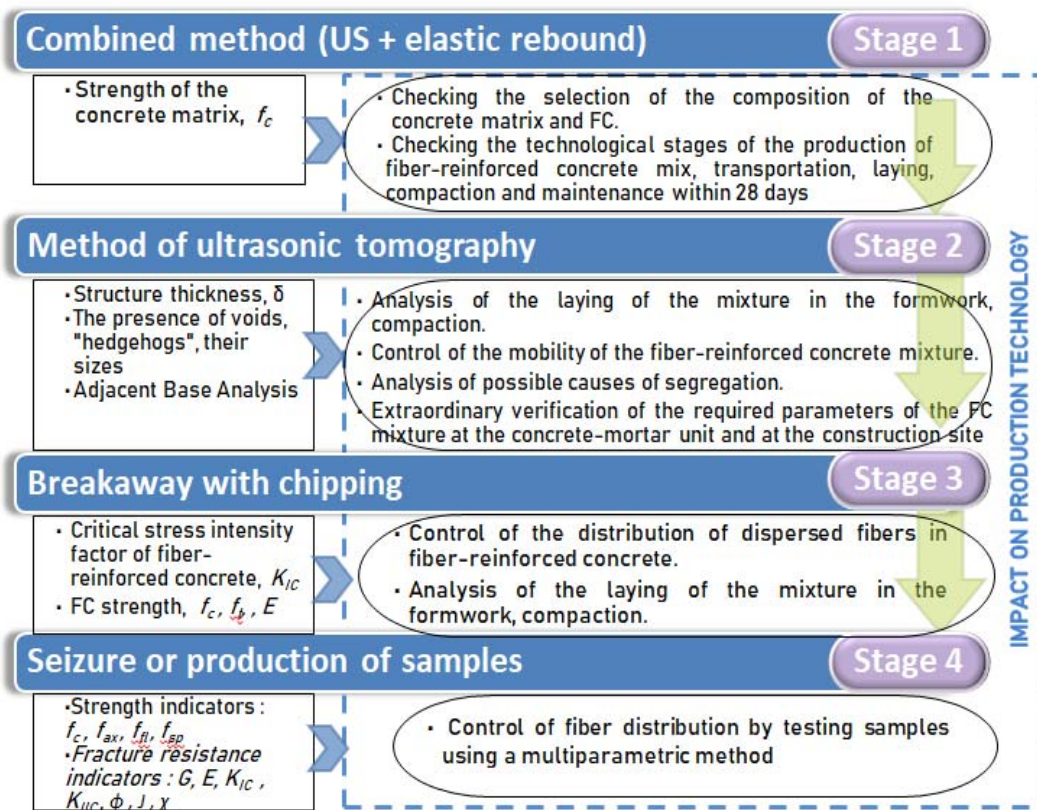 Combined method (US + elastic rebound)
Stage 1
· Strength of the
concrete matrix, fc
· Checking the selection of the composition of the
concrete matrix and FC.
· Checking the technological stages of the production of
fiber-reinforced concrete mix, transportation, laying,
compaction and maintenance within 28 days
Method of ultrasonic tomography
Stage 2
· Structure thickness, δ
· The presence of voids,
"hedgehogs", their
sizes
· Adjacent Base Analysis
· Analysis of the laying of the mixture in the formwork,
compaction.
· Control of the mobility of the fiber-reinforced concrete mixture.
· Analysis of possible causes of segregation.
· Extraordinary verification of the required parameters of the FC
mixture at the concrete-mortar unit and at the construction site
Breakaway with chipping
Stage 3
· Critical stress intensity
factor of fiber-
reinforced concrete, KIC
· FC strength, fc, E
· Control of the distribution of dispersed fibers in
fiber-reinforced concrete.
· Analysis of the laying of the mixture in the
formwork, compaction.
Seizure or production of samples
Stage 4
· Strength indicators :
fc, fax, ffl, fsp
· Fracture resistance
indicators : G, E, KIC ,
KIIC, ϕ , J , χ
· Control of fiber distribution by testing samples
using a multiparametric method
IMPACT ON PRODUCTION TECHNOLOGY